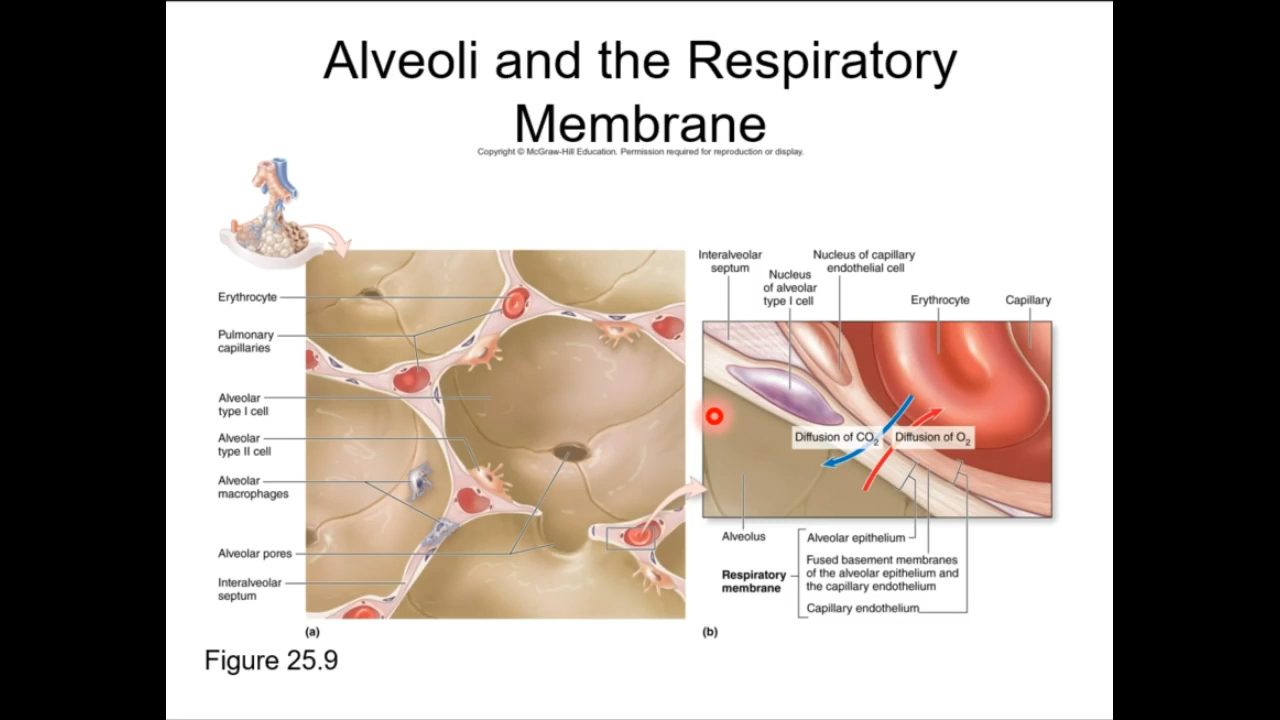 Alveoli and the Respiratory
Membrane
Copyright © McGraw-Hill Education. Permission required for reproduction or display.
Erythrocyte
Pulmonary
capillaries
Alveolar
type I cell
Alveolar
type II cell
Alveolar
macrophages
Alveolar pores
Interalveolar
septum
(a)
Interalveolar
septum
Nucleus
of alveolar
type I cell
Nucleus of capillary
endothelial cell
Erythrocyte
Capillary
Diffusion of CO₂
Diffusion of O₂
Alveolus
Respiratory
membrane
Alveolar epithelium
Fused basement membranes
of the alveolar epithelium and
the capillary endothelium
Capillary endothelium
(b)
Figure 25.9